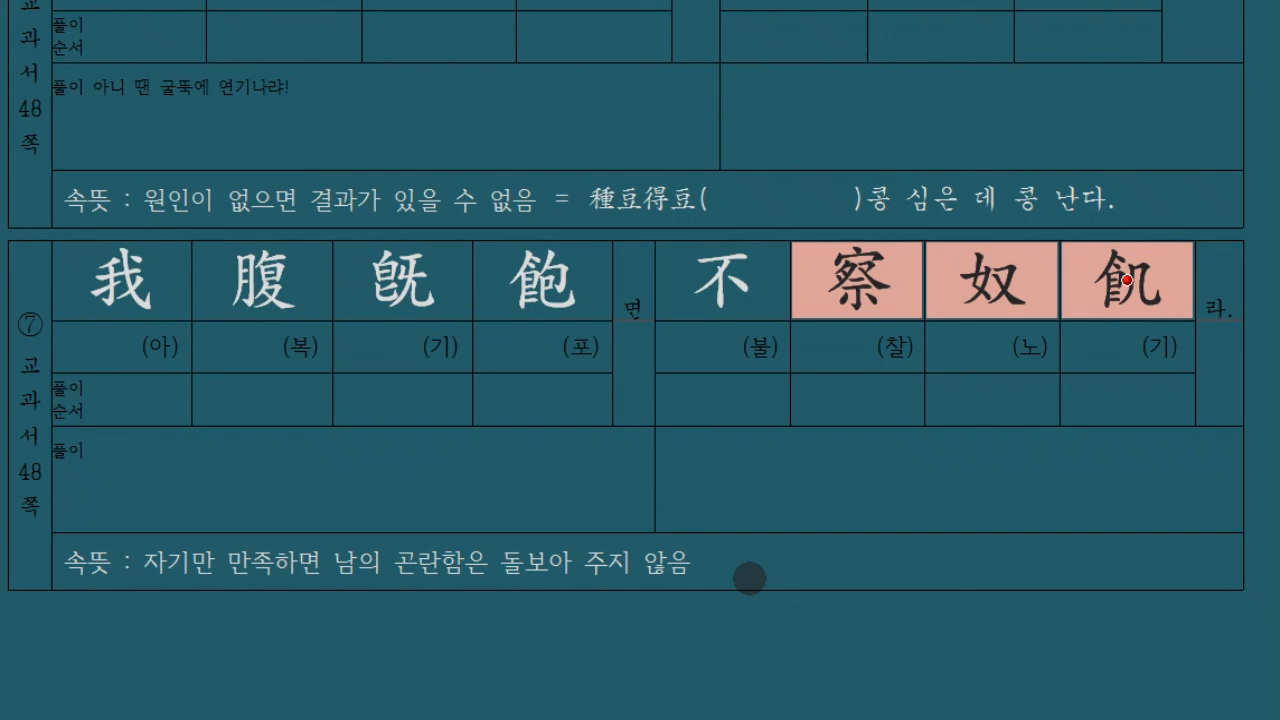 교
과
서
48
쪽
풀이
순서
풀이 아니 땐 굴뚝에 연기나랴!
속뜻 : 원인이 없으면 결과가 있을 수 없음 = 種豆得豆( )콩 심은 데 콩 난다.
⑦
교
과
서
48
쪽
我 腹 旣 飽 면 不 察 奴 飢 라.
(아) (복) (기) (포) (불) (찰) (노) (기)
풀이
순서
풀이
속뜻 : 자기만 만족하면 남의 곤란함은 돌보아 주지 않음